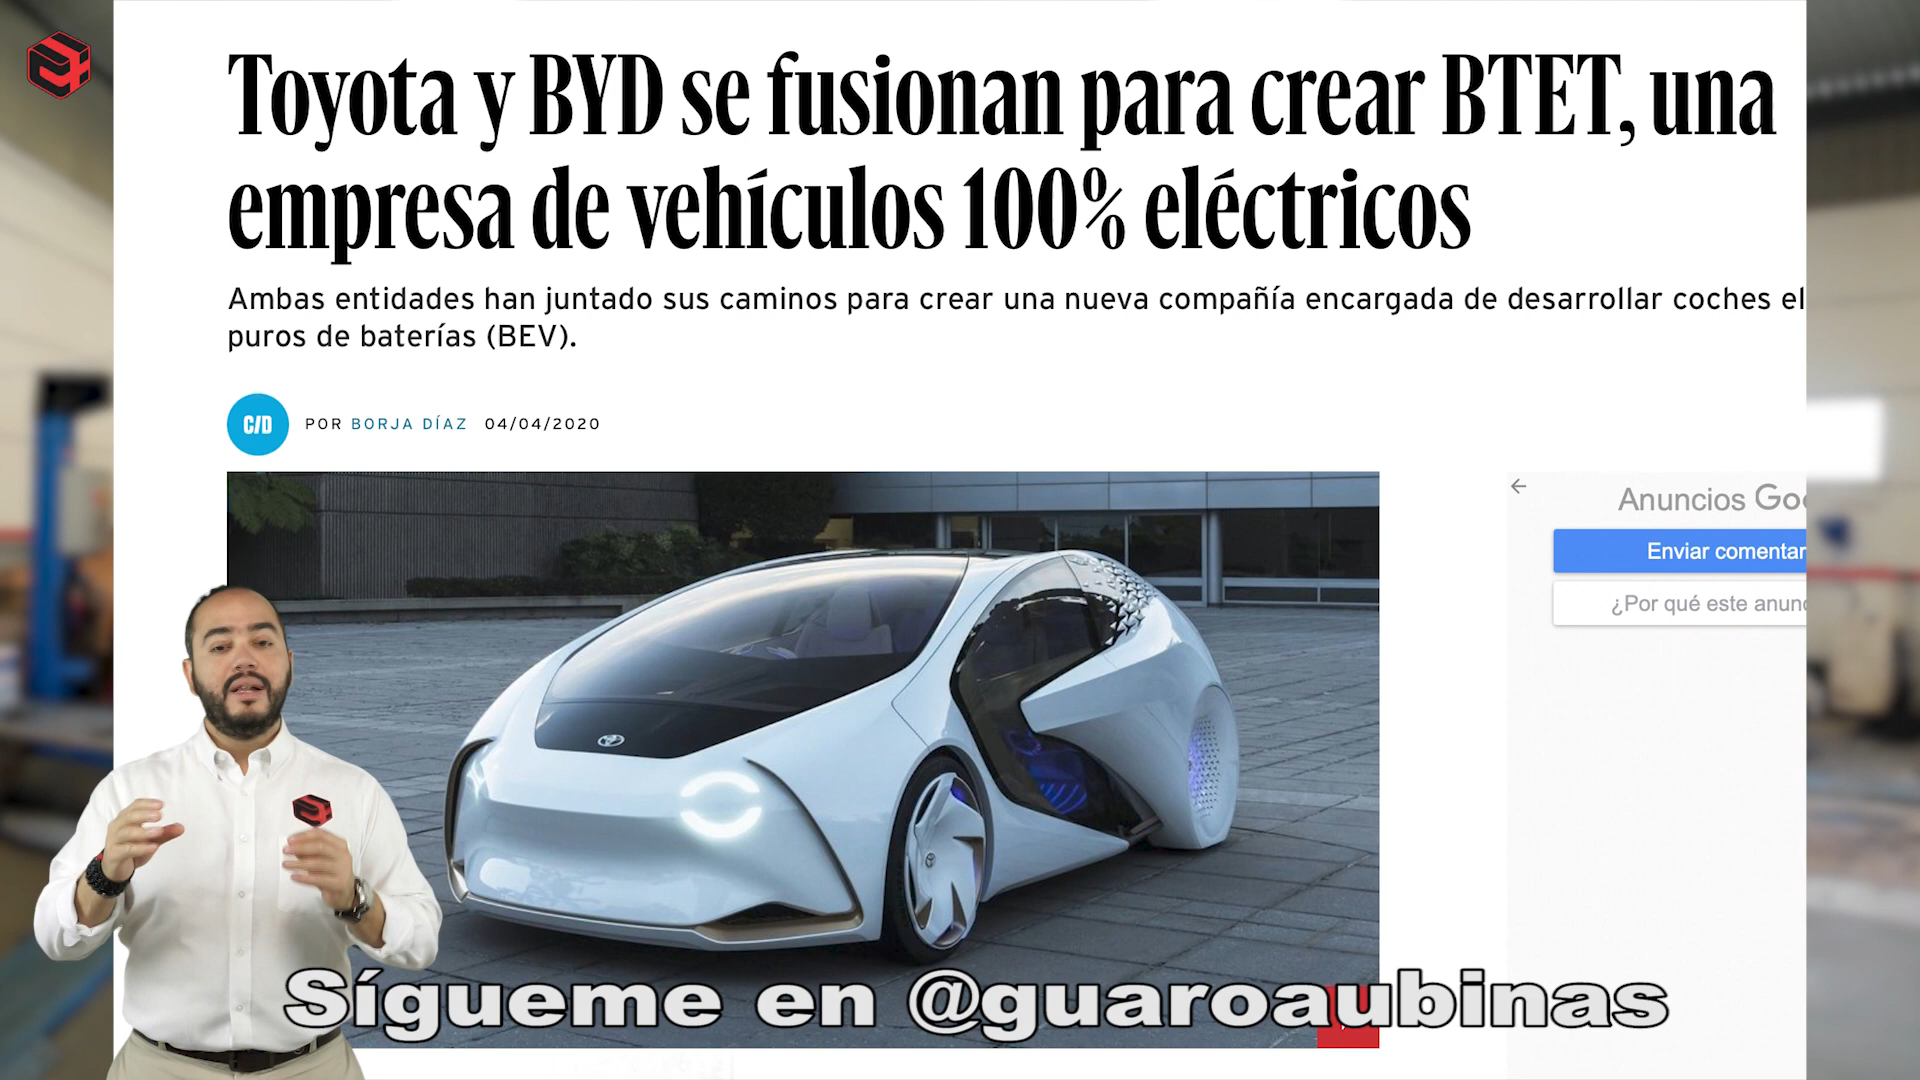 Toyota y BYD se fusionan para crear BTET, una
empresa de vehículos 100% eléctricos
Ambas entidades han juntado sus caminos para crear una nueva compañía encargada de desarrollar coches el
puros de baterías (BEV).
C/D
POR BORJA DÍAZ 04/04/2020
Anuncios Goo
Enviar comentar
¿Por qué este anunc
Sígueme en @guaroaubinas